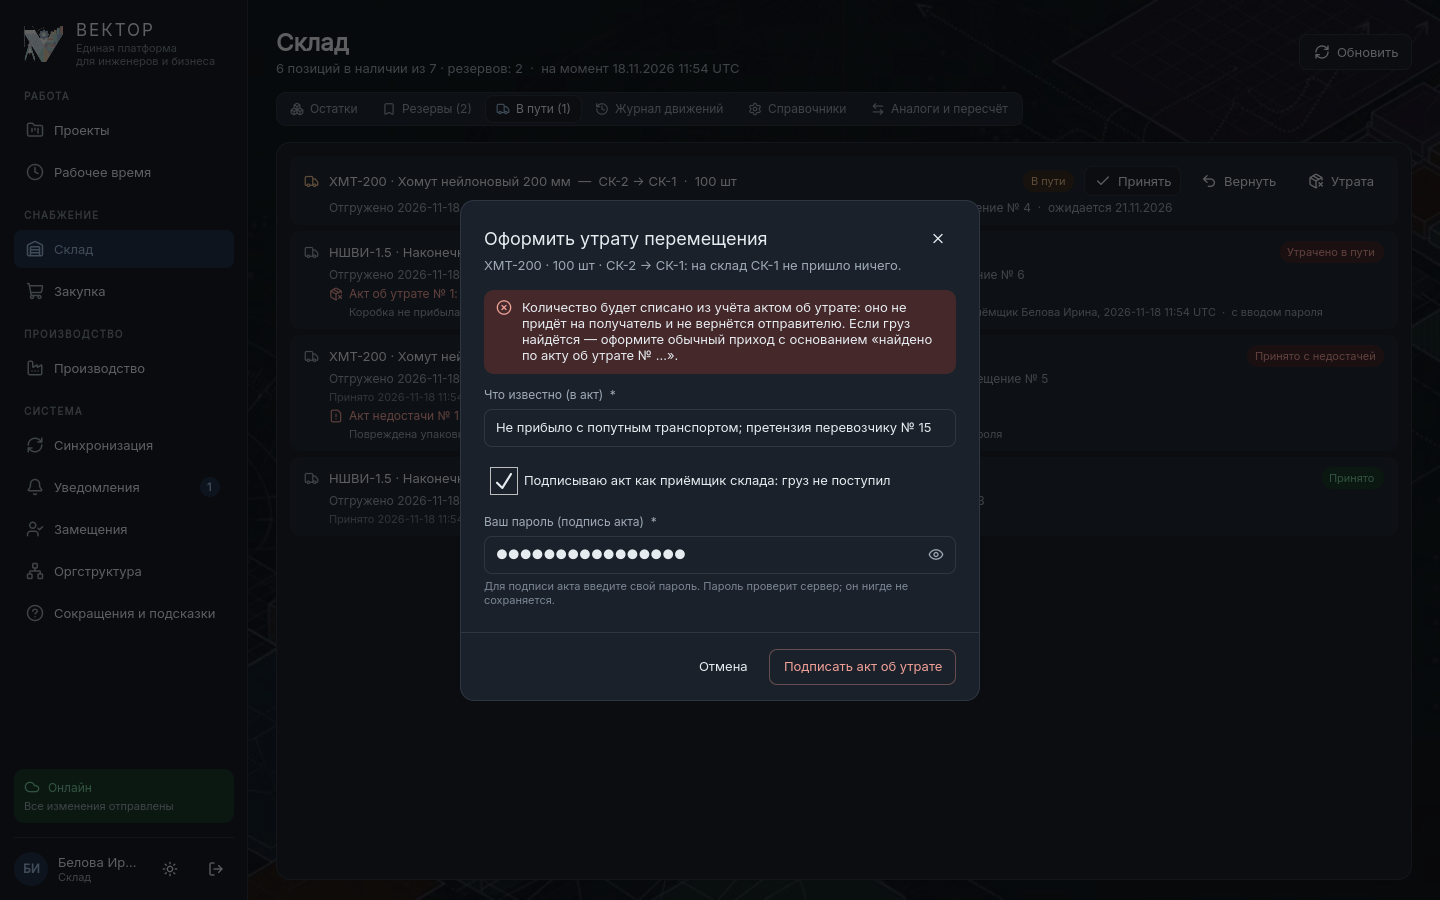 ВЕКТОР
Единая платформа
для инженеров и бизнеса
РАБОТА
Проекты
Рабочее время
СНАБЖЕНИЕ
Склад
Закупка
ПРОИЗВОДСТВО
Производство
СИСТЕМА
Синхронизация
Уведомления 1
Замещения
Оргструктура
Сокращения и подсказки
Онлайн
Все изменения отправлены
БИ
Белова Ир...
Склад
Склад
6 позиций в наличии из 7 · резервов: 2 · на момент 18.11.2026 11:54 UTC
Обновить
Остатки
Резервы (2)
В пути (1)
Журнал движений
Справочники
Аналоги и пересчёт
ХМТ-200 · Хомут нейлоновый 200 мм — СК-2 → СК-1 · 100 шт
В пути
Принять
Вернуть
Утрата
Отгружено 2026-11-18
ение № 4 · ожидается 21.11.2026
НШВИ-1.5 · Наконечн
Утрачено в пути
Отгружено 2026-11-18
ние № 6
Акт об утрате № 1:
Коробка не прибыла
ёмщик Белова Ирина, 2026-11-18 11:54 UTC · с вводом пароля
ХМТ-200 · Хомут ней
Принято с недостачей
Отгружено 2026-11-18
ещение № 5
Принято 2026-11-18 11:54
Акт недостачи № 1
Повреждена упаковк
роля
НШВИ-1.5 · Наконечн
Принято
Отгружено 2026-11-18
3
Принято 2026-11-18 11:54
Оформить утрату перемещения
ХМТ-200 · 100 шт · СК-2 → СК-1: на склад СК-1 не пришло ничего.
Количество будет списано из учёта актом об утрате: оно не
придёт на получатель и не вернётся отправителю. Если груз
найдётся — оформите обычный приход с основанием «найдено
по акту об утрате № …».
Что известно (в акт) *
Не прибыло с попутным транспортом; претензия перевозчику № 15
Подписываю акт как приёмщик склада: груз не поступил
Ваш пароль (подпись акта) *
●●●●●●●●●●●●●●●●
Для подписи акта введите свой пароль. Пароль проверит сервер; он нигде не
сохраняется.
Отмена
Подписать акт об утрате